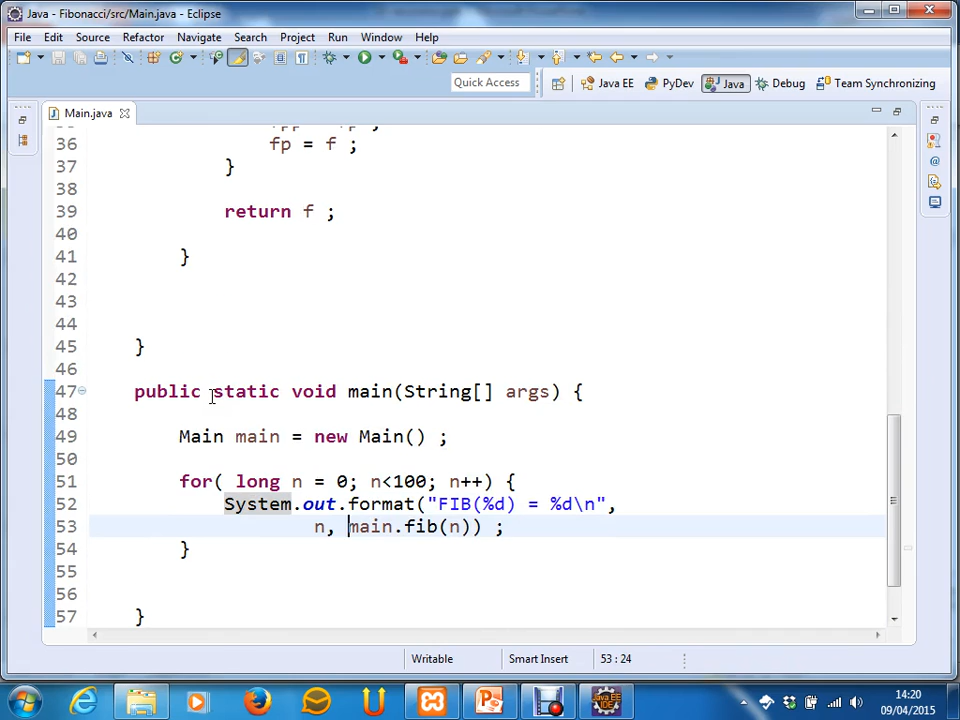 Java - Fibonacci/src/Main.java - Eclipse
File Edit Source Refactor Navigate Search Project Run Window Help
Quick Access Java EE PyDev Java Debug Team Synchronizing
Main.java
36 fp = f ;
37 }
38
39 return f ;
40
41 }
42
43
44
45 }
46
47 public static void main(String[] args) {
48
49 Main main = new Main() ;
50
51 for( long n = 0; n<100; n++) {
52 System.out.format("FIB(%d) = %d\n",
53 n, main.fib(n)) ;
54 }
55
56
57 }
Writable Smart Insert 53 : 24
14:20
09/04/2015